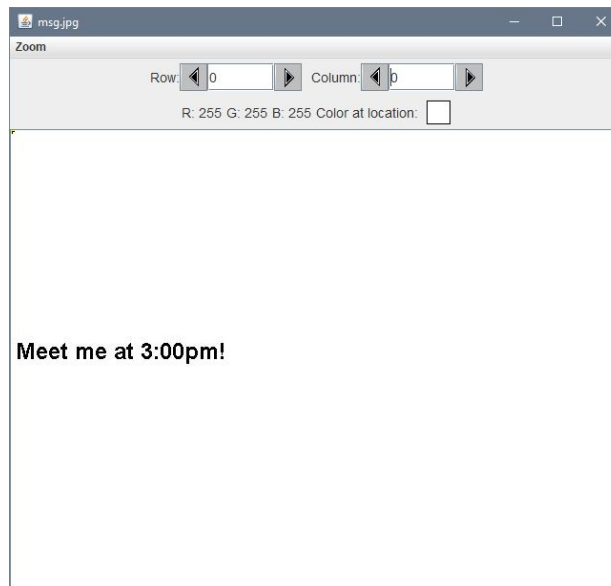 msg.jpg
Zoom
Row: 0 Column: 0
R: 255 G: 255 B: 255 Color at location:
Meet me at 3:00pm!